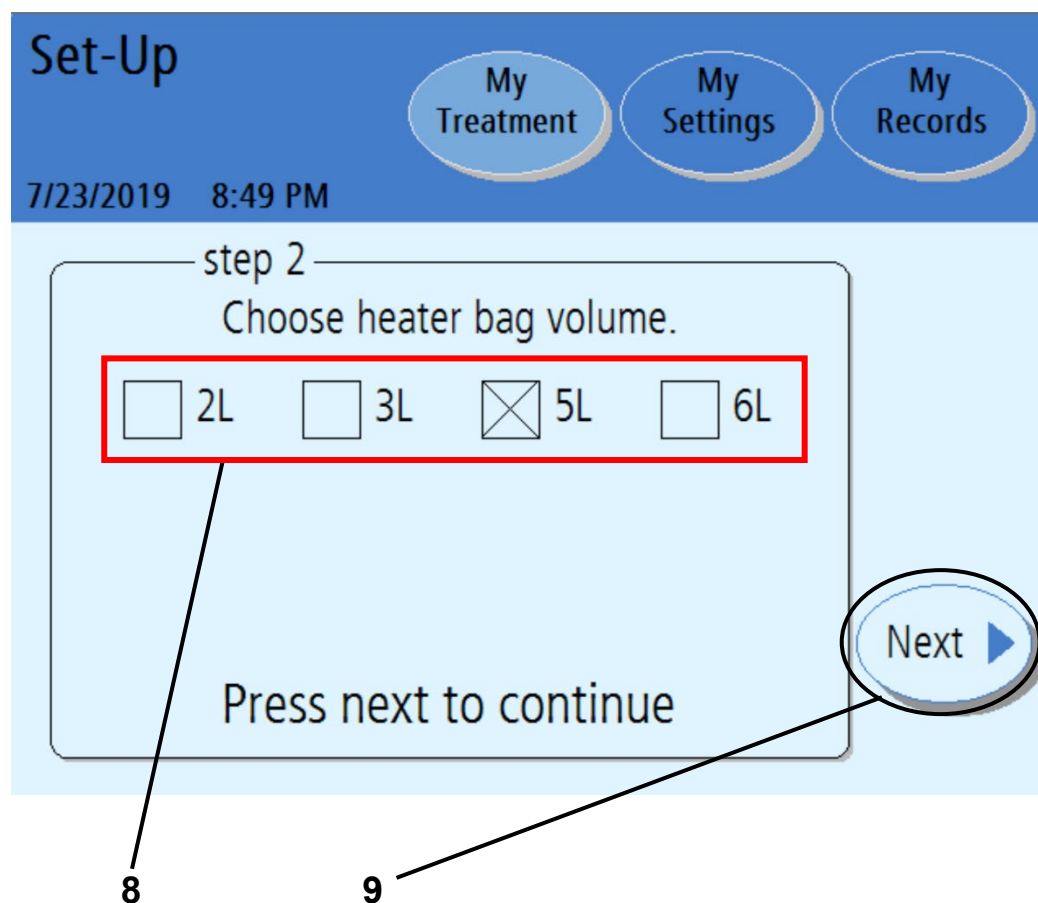 Set-Up
My
Treatment
My
Settings
My
Records
7/23/2019 8:49 PM
step 2
Choose heater bag volume.
2L 3L 5L 6L
Next
Press next to continue
8 9